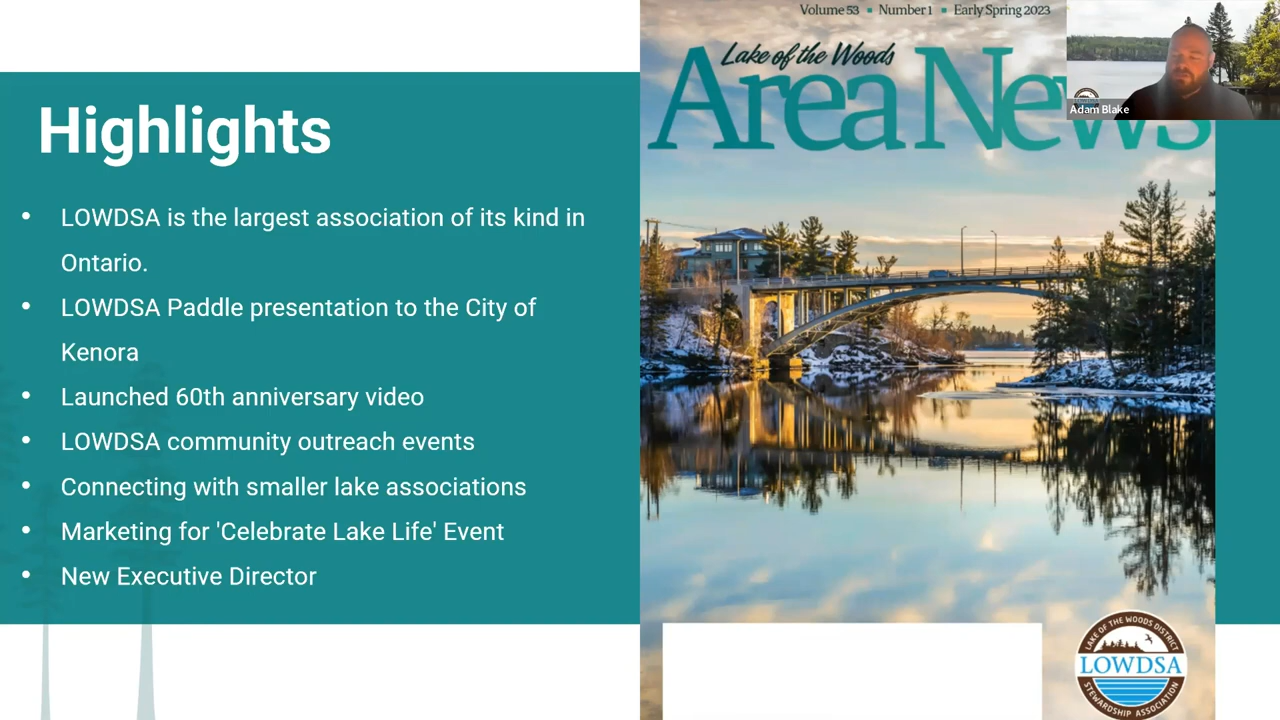 Volume 53 ▪ Number 1 ▪ Early Spring 2023
Lake of the Woods
Area News
Adam Blake
Highlights
• LOWDSA is the largest association of its kind in
Ontario.
• LOWDSA Paddle presentation to the City of
Kenora
• Launched 60th anniversary video
• LOWDSA community outreach events
• Connecting with smaller lake associations
• Marketing for 'Celebrate Lake Life' Event
• New Executive Director
LAKE OF THE WOODS DISTRICT
LOWDSA
STEWARDSHIP ASSOCIATION